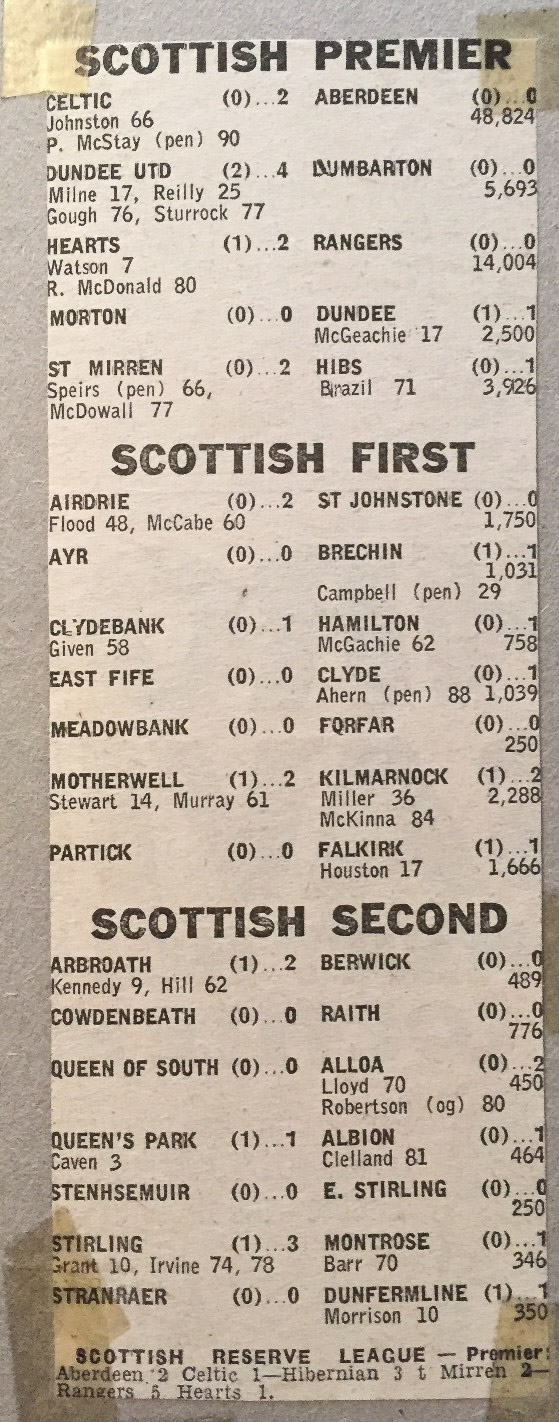 SCOTTISH PREMIER
CELTIC (0)...2 ABERDEEN (0)...0
Johnston 66 48,824
P. McStay (pen) 90
DUNDEE UTD (2)...4 DUMBARTON (0)...0
Milne 17, Reilly 25 5,693
Gough 76, Sturrock 77
HEARTS (1)...2 RANGERS (0)...0
Watson 7 14,004
R. McDonald 80
MORTON (0)...0 DUNDEE (1)...1
McGeachie 17 2,500
ST MIRREN (0)...2 HIBS (0)...1
Speirs (pen) 66, Brazil 71 3,926
McDowall 77
SCOTTISH FIRST
AIRDRIE (0)...2 ST JOHNSTONE (0)...0
Flood 48, McCabe 60 1,750
AYR (0)...0 BRECHIN (1)...1
1,031
Campbell (pen) 29
CLYDEBANK (0)...1 HAMILTON (0)...1
Given 58 McGachie 62 758
EAST FIFE (0)...0 CLYDE (0)...1
Ahern (pen) 88 1,039
MEADOWBANK (0)...0 FORFAR (0)...0
250
MOTHERWELL (1)...2 KILMARNOCK (1)...2
Stewart 14, Murray 61 Miller 36 2,288
McKinna 84
PARTICK (0)...0 FALKIRK (1)...1
Houston 17 1,666
SCOTTISH SECOND
ARBROATH (1)...2 BERWICK (0)...0
Kennedy 9, Hill 62 489
COWDENBEATH (0)...0 RAITH (0)...0
776
QUEEN OF SOUTH (0)...0 ALLOA (0)...2
Lloyd 70 450
Robertson (og) 80
QUEEN'S PARK (1)...1 ALBION (0)...1
Caven 3 Clelland 81 464
STENHSEMUIR (0)...0 E. STIRLING (0)...0
250
STIRLING (1)...3 MONTROSE (0)...1
Grant 10, Irvine 74, 78 Barr 70 346
STRANRAER (0)...0 DUNFERMLINE (1)...1
Morrison 10 350
SCOTTISH RESERVE LEAGUE — Premier:
Aberdeen 2 Celtic 1—Hibernian 3 t Mirren 2—
Rangers 5 Hearts 1.